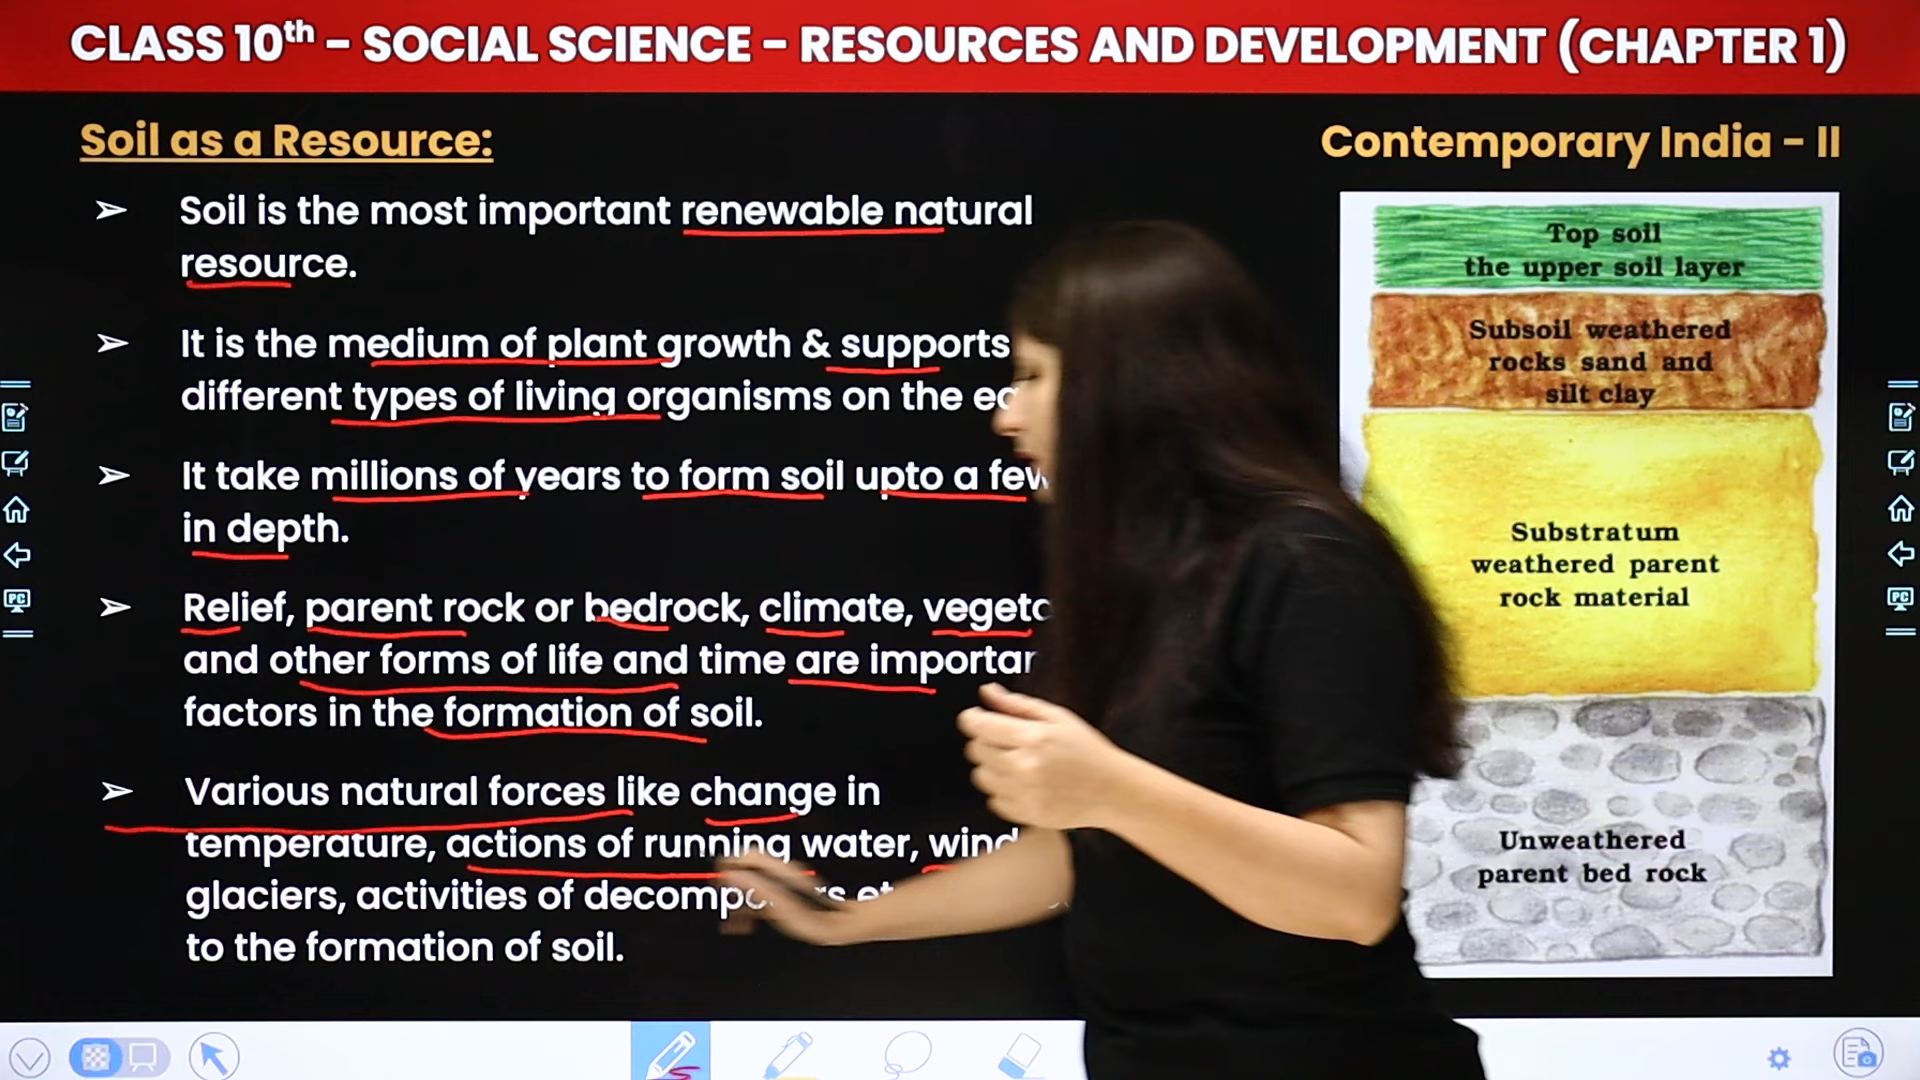 CLASS 10th - SOCIAL SCIENCE - RESOURCES AND DEVELOPMENT (CHAPTER 1)
Soil as a Resource:
Contemporary India - II
➢ Soil is the most important renewable natural
resource.
➢ It is the medium of plant growth & supports
different types of living organisms on the
➢ It take millions of years to form soil upto a
in depth.
➢ Relief, parent rock or bedrock, climate,
and other forms of life and time are
factors in the formation of soil.
➢ Various natural forces like change in
temperature, actions of running water,
glaciers, activities of
to the formation of soil.
Top soil
the upper soil layer
Subsoil weathered
rocks sand and
silt clay
Substratum
weathered parent
rock material
Unweathered
parent bed rock
PC
PC